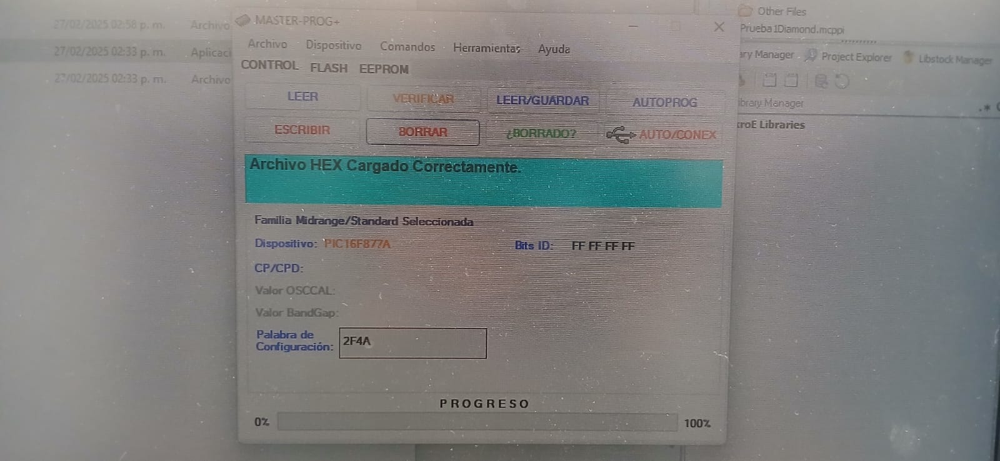 27/02/2025 02:58 p. m. Archivo
27/02/2025 02:33 p. m. Aplicaci
27/02/2025 02:33 p. m. Archivo
MASTER-PROG+
Archivo Dispositivo Comandos Herramientas Ayuda
CONTROL FLASH EEPROM
LEER VERIFICAR LEER/GUARDAR AUTOPROG
ESCRIBIR BORRAR ¿BORRADO? AUTO/CONEX
Archivo HEX Cargado Correctamente.
Familia Midrange/Standard Seleccionada
Dispositivo: PIC16F877A Bits ID: FF FF FF FF
CP/CPD:
Valor OSCCAL:
Valor BandGap:
Palabra de
Configuración: 2F4A
PROGRESO
0% 100%
Other Files
Prueba1Diamond.mcppi
ary Manager Project Explorer Libstock Manager
ibrary Manager
kroE Libraries